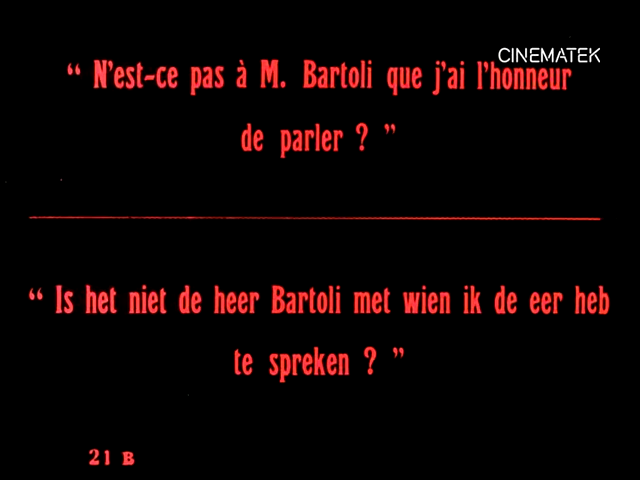 CINEMATEK
“ N'est-ce pas à M. Bartoli que j'ai l'honneur
de parler ? ”
“ Is het niet de heer Bartoli met wien ik de eer heb
te spreken ? ”
21 B